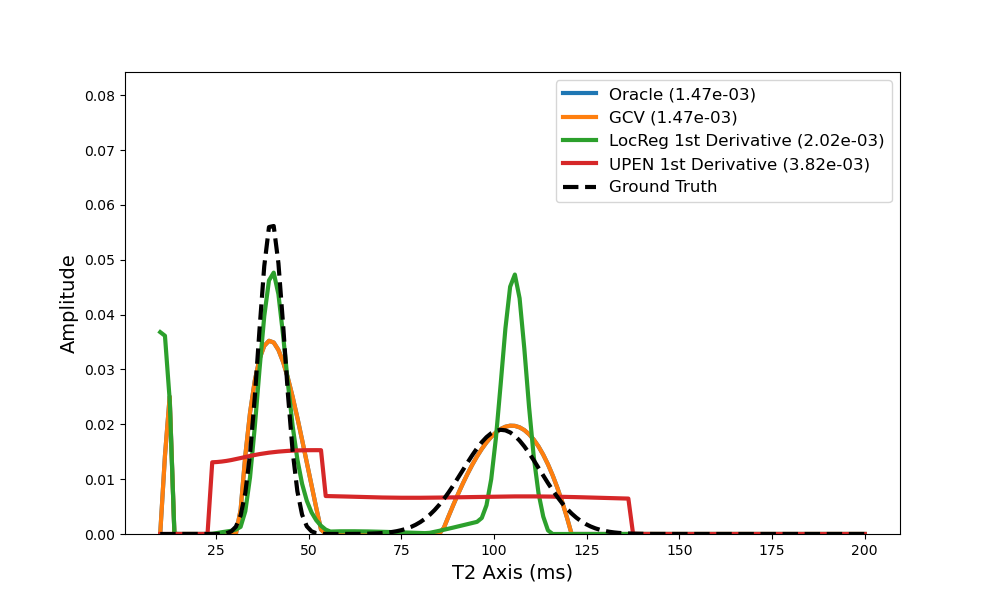 Oracle (1.47e-03)
GCV (1.47e-03)
LocReg 1st Derivative (2.02e-03)
UPEN 1st Derivative (3.82e-03)
Ground Truth
Amplitude
0.08
0.07
0.06
0.05
0.04
0.03
0.02
0.01
0.00
25 50 75 100 125 150 175 200
T2 Axis (ms)